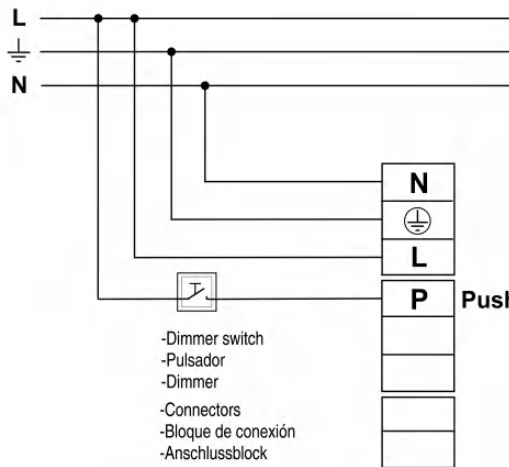 L
N
N
L
P Push
-Dimmer switch
-Pulsador
-Dimmer
-Connectors
-Bloque de conexión
-Anschlussblock